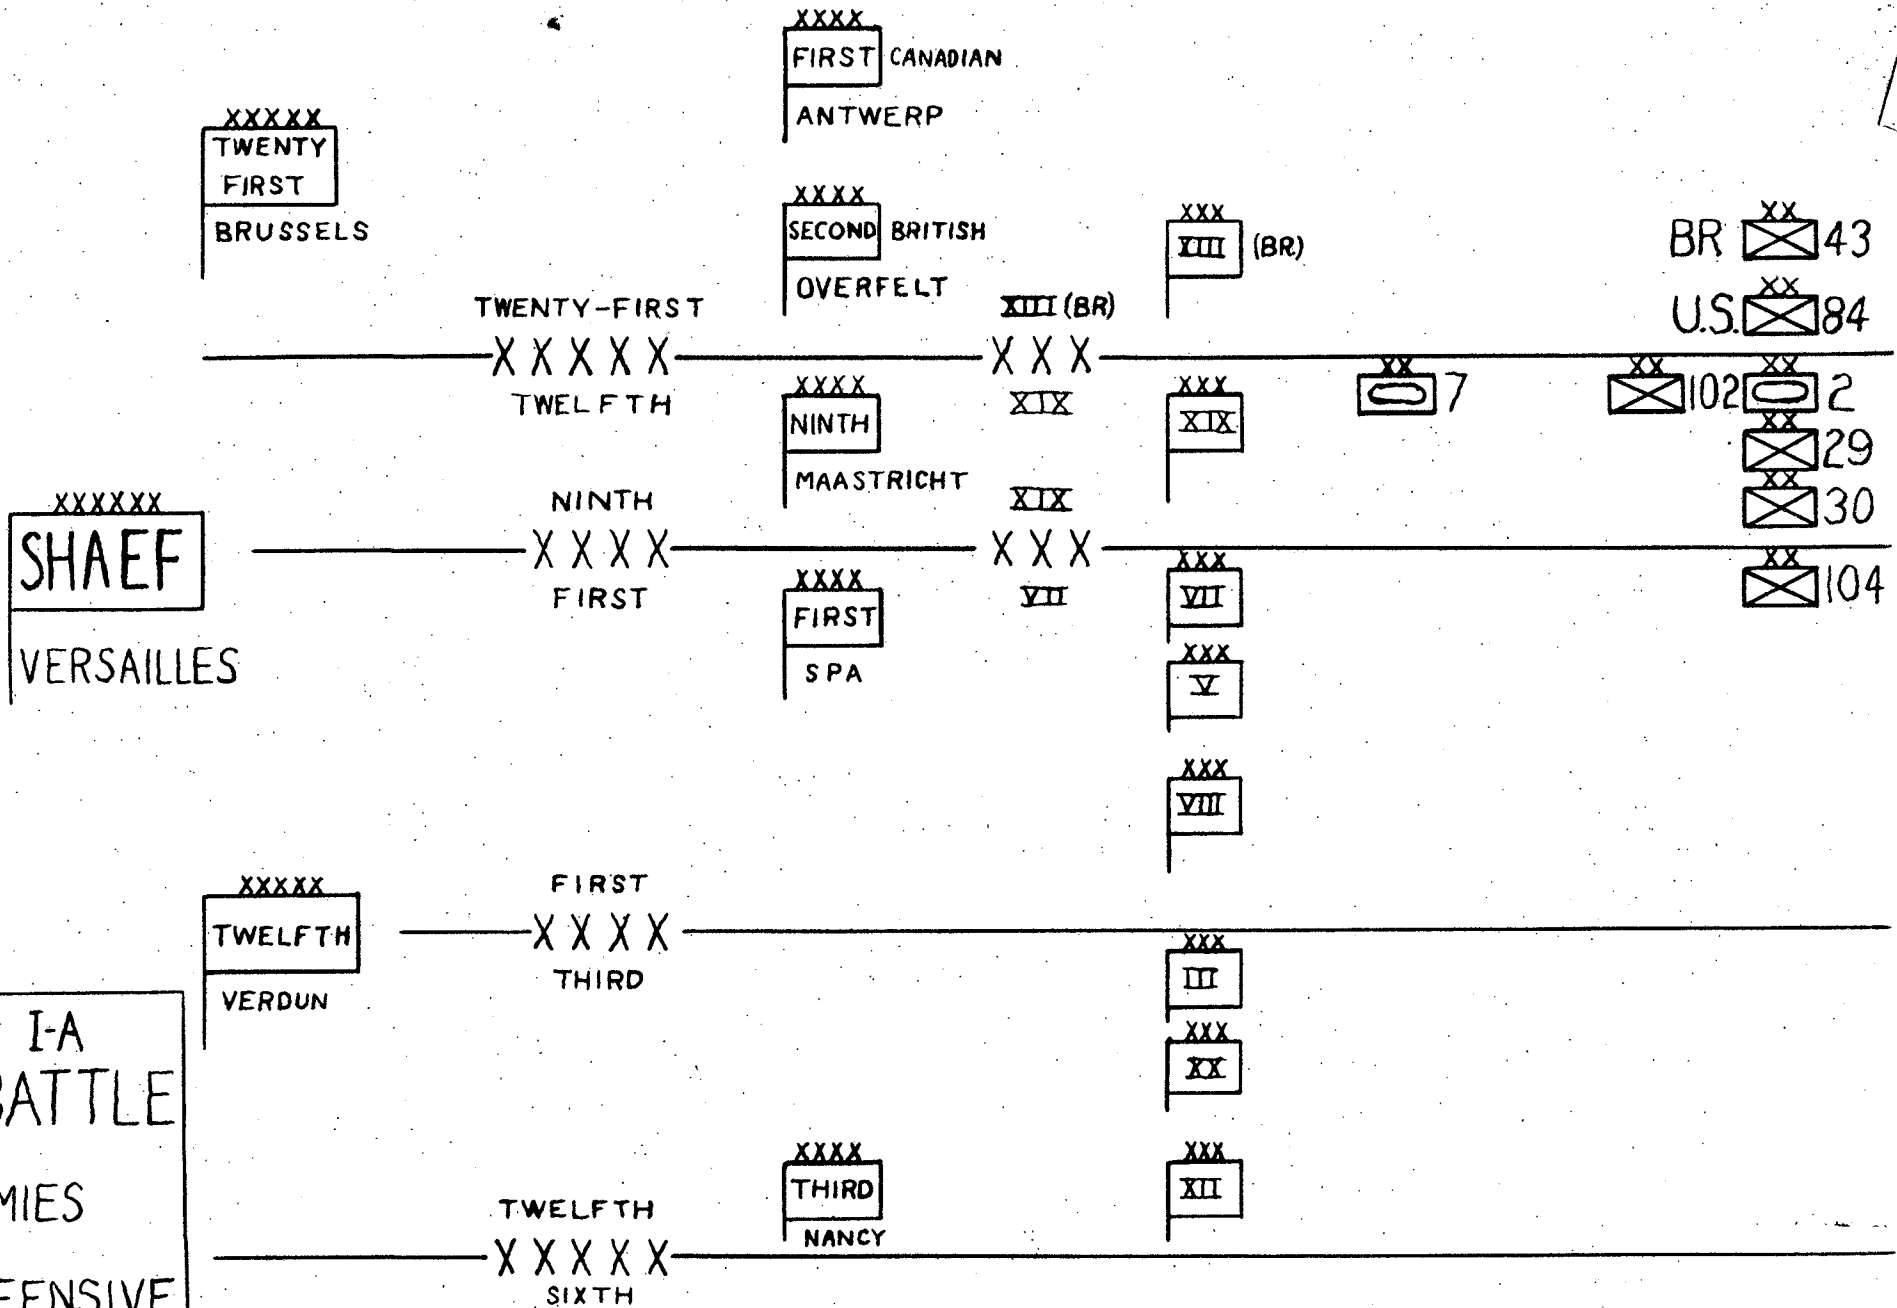 XXXX
FIRST CANADIAN
ANTWERP
XXXXX
TWENTY
FIRST
BRUSSELS
XXXX
SECOND BRITISH
OVERFELT
XXX
XIII (BR)
XX
BR 43
XX
U.S. 84
TWENTY-FIRST
XXXXX
TWELFTH
XIII (BR)
XXX
XIX
XXXX
NINTH
MAASTRICHT
XXX
XIX
XX
7
XX
102
XX
2
XX
29
XX
30
XXXXXX
SHAEF
VERSAILLES
NINTH
XXXX
FIRST
XIX
XXX
VII
XXXX
FIRST
SPA
XXX
VII
XX
104
XXX
V
XXX
VIII
XXXXX
TWELFTH
VERDUN
FIRST
XXXX
THIRD
XXX
III
XXX
XX
XXXX
THIRD
NANCY
XXX
XII
TWELFTH
XXXXX
SIXTH
I-A
BATTLE
MIES
FENSIVE